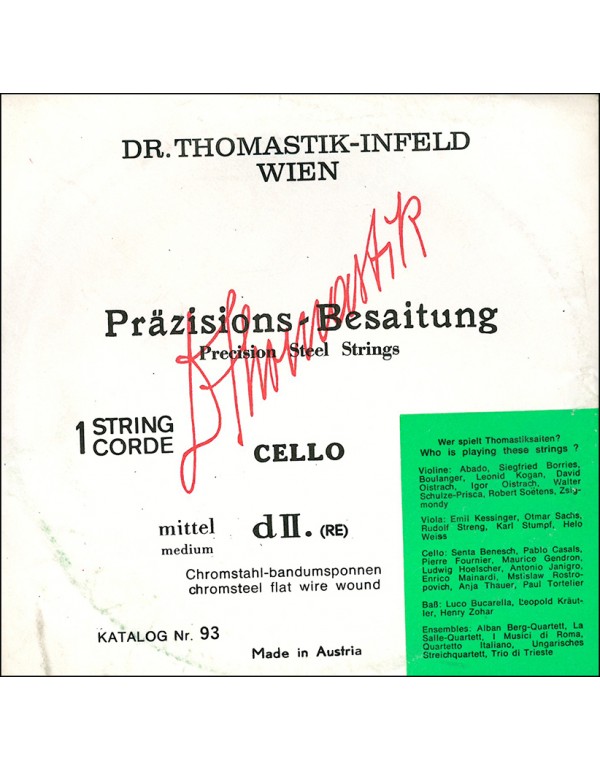 DR. THOMASTIK-INFELD
WIEN
Dr Thomastik
Präzisions-Besaitung
Precision Steel Strings
1 STRING
CORDE
CELLO
mittel
medium
d II. (RE)
Chromstahl-bandumsponnen
chromsteel flat wire wound
KATALOG Nr. 93
Made in Austria
Wer spielt Thomastiksaiten?
Who is playing these strings ?
Violine: Abado, Siegfried Borries,
Boulanger, Leonid Kogan, David
Oistrach, Igor Oistrach, Walter
Schulze-Prisca, Robert Soëtens, Zsig-
mondy
Viola: Emil Kessinger, Otmar Sachs,
Rudolf Streng, Karl Stumpf, Helo
Weiss
Cello: Senta Benesch, Pablo Casals,
Pierre Fournier, Maurice Gendron,
Ludwig Hoelscher, Antonio Janigro,
Enrico Mainardi, Mstislaw Rostro-
povich, Anja Thauer, Paul Tortelier
Baß: Luco Bucarella, Leopold Kräut-
ler, Henry Zohar
Ensembles: Alban Berg-Quartett, La
Salle-Quartett, I Musici di Roma,
Quartetto Italiano, Ungarisches
Streichquartett, Trio di Trieste